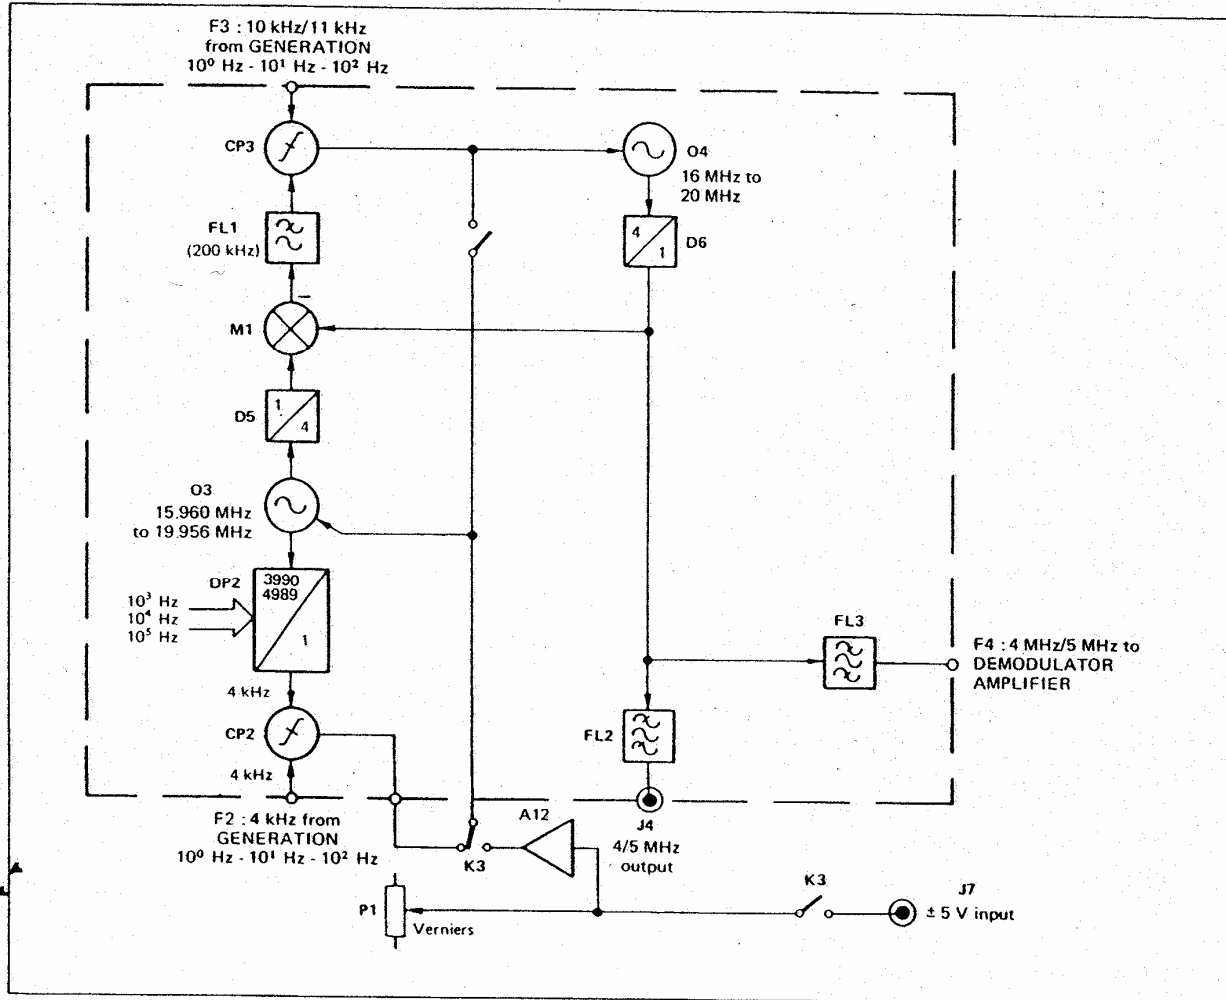 F3 : 10 kHz/11 kHz
from GENERATION
10⁰ Hz - 10¹ Hz - 10² Hz
CP3
O4
16 MHz to
20 MHz
FL1
(200 kHz)
4
1
D6
M1
−
D5
1
4
O3
15.960 MHz
to 19.956 MHz
DP2
3990
4989
1
10³ Hz
10⁴ Hz
10⁵ Hz
FL3
F4 : 4 MHz/5 MHz to
DEMODULATOR
AMPLIFIER
4 kHz
CP2
FL2
4 kHz
F2 : 4 kHz from
GENERATION
10⁰ Hz - 10¹ Hz - 10² Hz
A12
J4
4/5 MHz
output
K3
P1
Verniers
K3
J7
± 5 V input